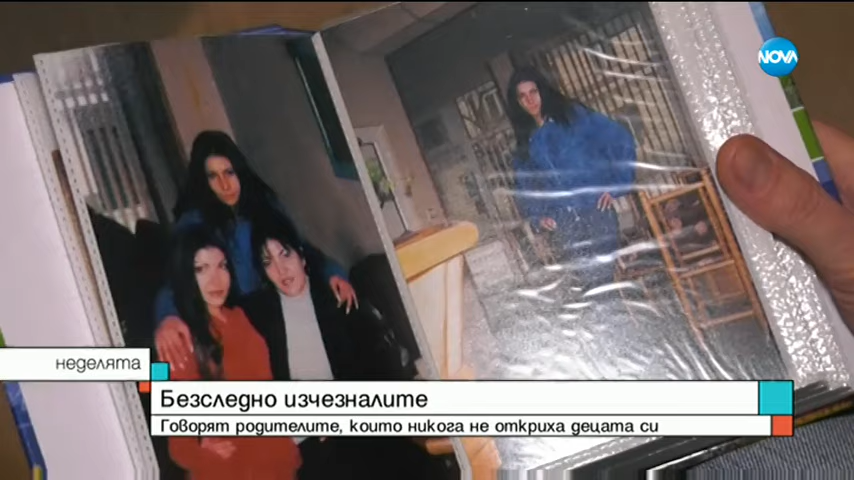 NOVA
неделята
Безследно изчезналите
Говорят родителите, които никога не откриха децата си